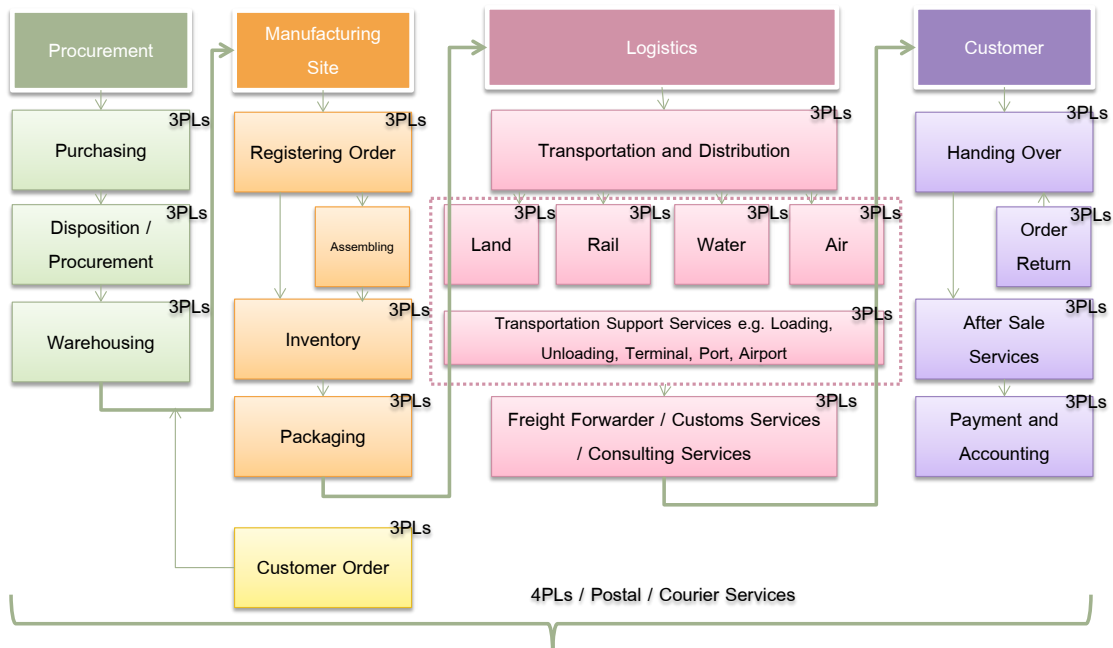 Procurement
Manufacturing
Site
Logistics
Customer
3PLs
Purchasing
3PLs
Disposition /
Procurement
3PLs
Warehousing
3PLs
Registering Order
Assembling
Inventory
3PLs
Packaging
3PLs
Customer Order
3PLs
Transportation and Distribution
3PLs
Land
3PLs
Rail
3PLs
Water
3PLs
Air
3PLs
Transportation Support Services e.g. Loading,
Unloading, Terminal, Port, Airport
3PLs
Freight Forwarder / Customs Services
/ Consulting Services
3PLs
Handing Over
3PLs
Order
Return
3PLs
After Sale
Services
3PLs
Payment and
Accounting
4PLs / Postal / Courier Services